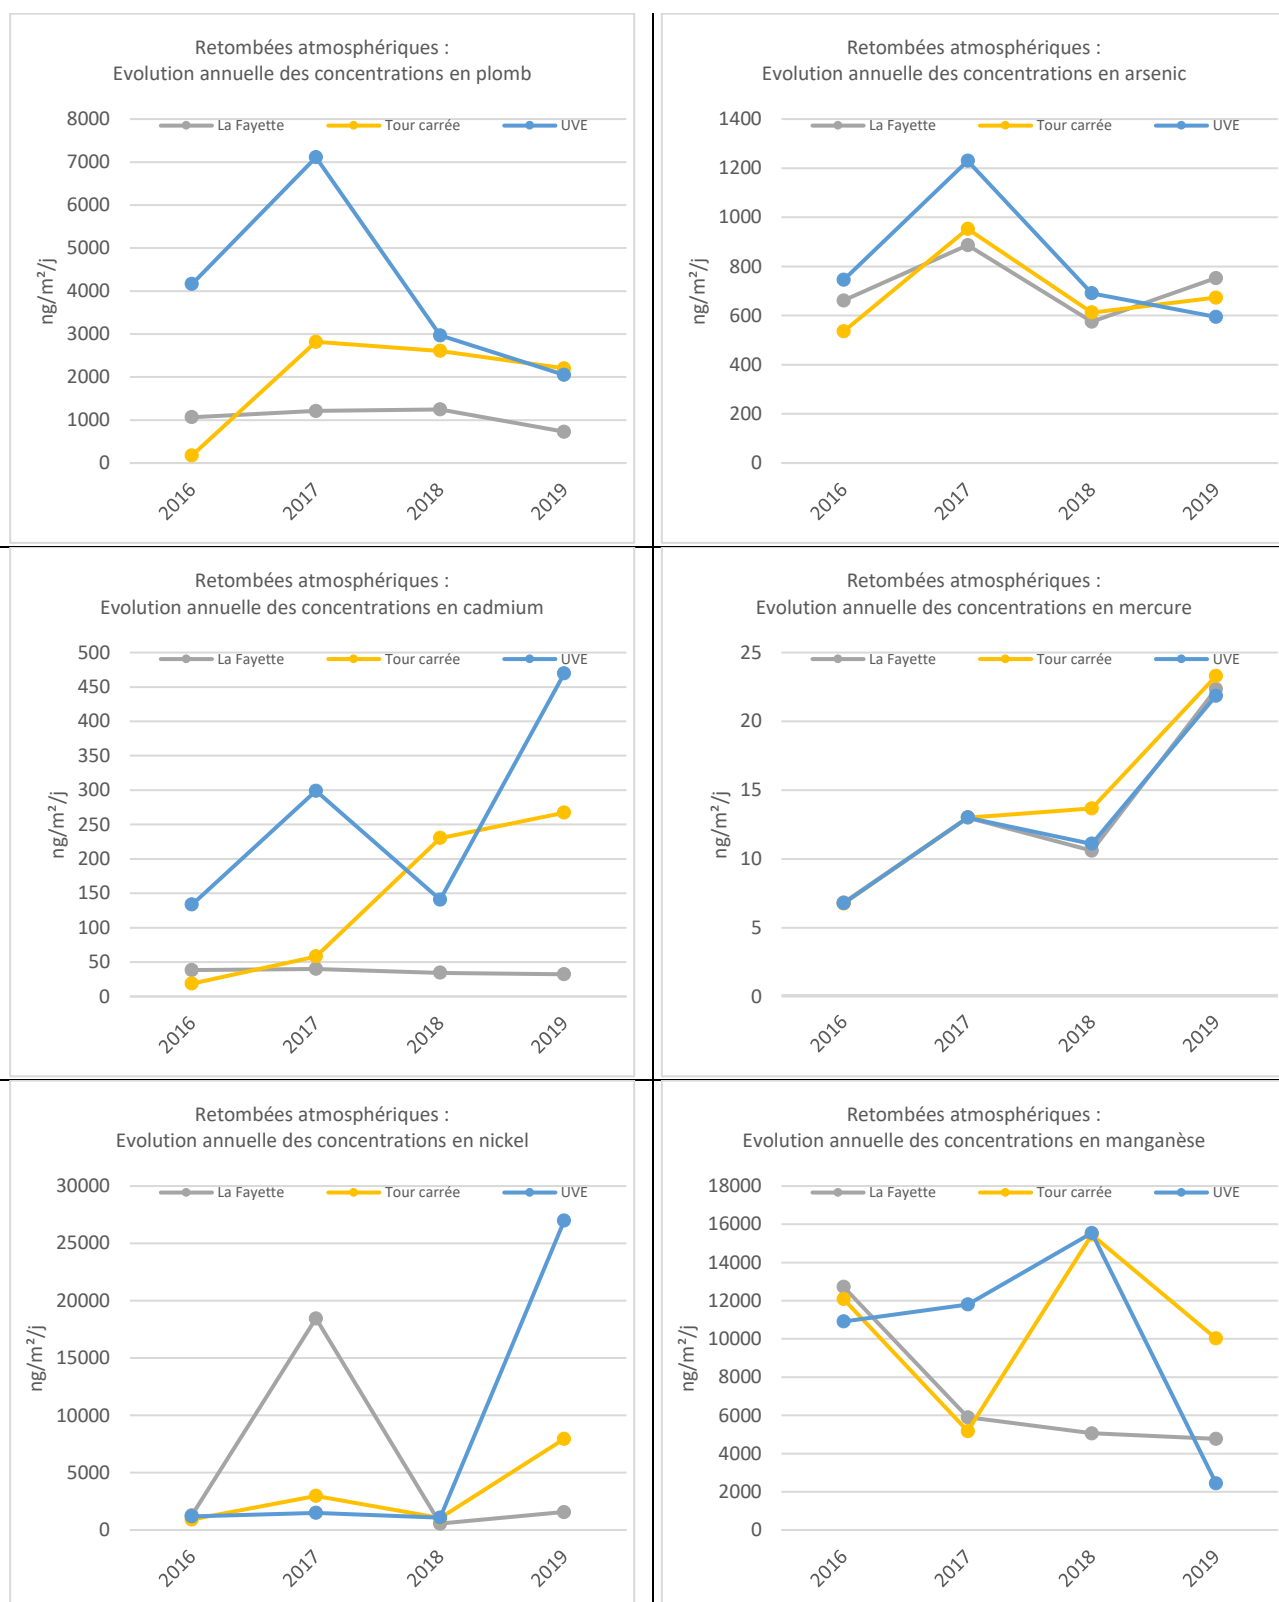 Retombées atmosphériques :
Evolution annuelle des concentrations en plomb
La Fayette Tour carrée UVE
8000
7000
6000
5000
4000
3000
2000
1000
0
ng/m²/j
2016 2017 2018 2019
Retombées atmosphériques :
Evolution annuelle des concentrations en arsenic
La Fayette Tour carrée UVE
1400
1200
1000
800
600
400
200
0
ng/m²/j
2016 2017 2018 2019
Retombées atmosphériques :
Evolution annuelle des concentrations en cadmium
La Fayette Tour carrée UVE
500
450
400
350
300
250
200
150
100
50
0
ng/m²/j
2016 2017 2018 2019
Retombées atmosphériques :
Evolution annuelle des concentrations en mercure
La Fayette Tour carrée UVE
25
20
15
10
5
0
ng/m²/j
2016 2017 2018 2019
Retombées atmosphériques :
Evolution annuelle des concentrations en nickel
La Fayette Tour carrée UVE
30000
25000
20000
15000
10000
5000
0
ng/m²/j
2016 2017 2018 2019
Retombées atmosphériques :
Evolution annuelle des concentrations en manganèse
La Fayette Tour carrée UVE
18000
16000
14000
12000
10000
8000
6000
4000
2000
0
ng/m²/j
2016 2017 2018 2019